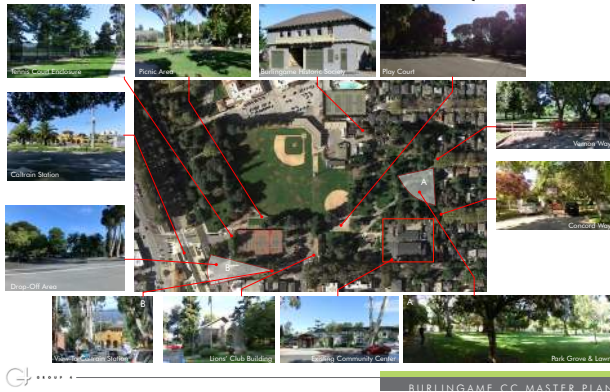 Tennis Court Enclosure
Picnic Area
Burlingame Historic Society
Play Court
Caltrain Station
Vernon Way
A
Concord Way
Drop-Off Area
B
B
View To Caltrain Station
Lions' Club Building
Existing Community Center
A
Park Grove & Lawn
BURLINGAME CC MASTER PLAN